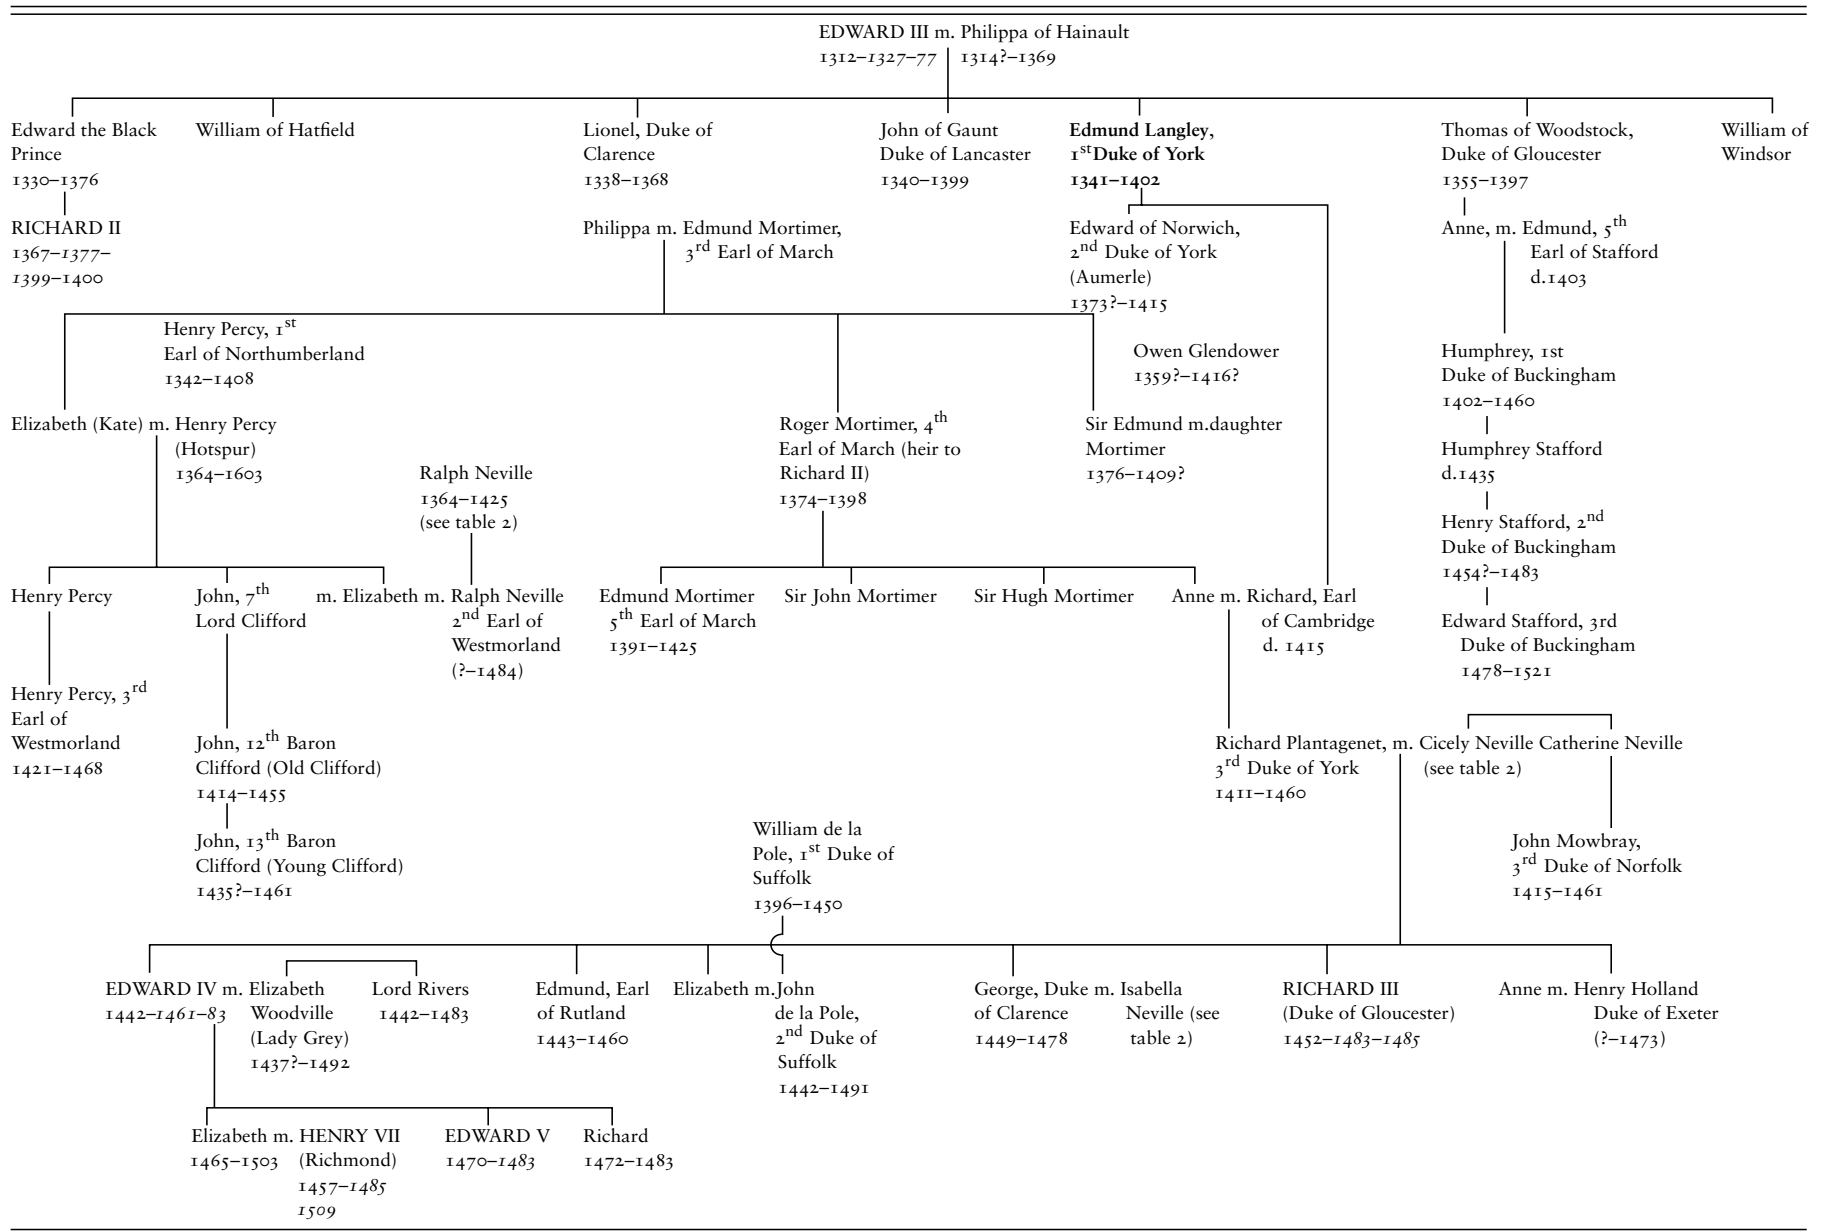 EDWARD III m. Philippa of Hainault
1312–1327–77 1314?–1369
Edward the Black
Prince
1330–1376
William of Hatfield
Lionel, Duke of
Clarence
1338–1368
John of Gaunt
Duke of Lancaster
1340–1399
Edmund Langley,
1st Duke of York
1341–1402
Thomas of Woodstock,
Duke of Gloucester
1355–1397
William of
Windsor
RICHARD II
1367–1377–
1399–1400
Philippa m. Edmund Mortimer,
3rd Earl of March
Edward of Norwich,
2nd Duke of York
(Aumerle)
1373?–1415
Anne, m. Edmund, 5th
Earl of Stafford
d.1403
Henry Percy, 1st
Earl of Northumberland
1342–1408
Owen Glendower
1359?–1416?
Humphrey, 1st
Duke of Buckingham
1402–1460
Elizabeth (Kate) m. Henry Percy
(Hotspur)
1364–1603
Ralph Neville
1364–1425
(see table 2)
Roger Mortimer, 4th
Earl of March (heir to
Richard II)
1374–1398
Sir Edmund m.daughter
Mortimer
1376–1409?
Humphrey Stafford
d.1435
Henry Stafford, 2nd
Duke of Buckingham
1454?–1483
Henry Percy
John, 7th
Lord Clifford
m. Elizabeth m. Ralph Neville
2nd Earl of
Westmorland
(?–1484)
Edmund Mortimer
5th Earl of March
1391–1425
Sir John Mortimer
Sir Hugh Mortimer
Anne m. Richard, Earl
of Cambridge
d. 1415
Edward Stafford, 3rd
Duke of Buckingham
1478–1521
Henry Percy, 3rd
Earl of
Westmorland
1421–1468
John, 12th Baron
Clifford (Old Clifford)
1414–1455
Richard Plantagenet, m. Cicely Neville Catherine Neville
3rd Duke of York (see table 2)
1411–1460
John, 13th Baron
Clifford (Young Clifford)
1435?–1461
William de la
Pole, 1st Duke of
Suffolk
1396–1450
John Mowbray,
3rd Duke of Norfolk
1415–1461
EDWARD IV m. Elizabeth
1442–1461–83 Woodville
(Lady Grey)
1437?–1492
Lord Rivers
1442–1483
Edmund, Earl
of Rutland
1443–1460
Elizabeth m.John
de la Pole,
2nd Duke of
Suffolk
1442–1491
George, Duke m. Isabella
of Clarence Neville (see
1449–1478 table 2)
RICHARD III
(Duke of Gloucester)
1452–1483–1485
Anne m. Henry Holland
Duke of Exeter
(?–1473)
Elizabeth m. HENRY VII
1465–1503 (Richmond)
1457–1485
1509
EDWARD V
1470–1483
Richard
1472–1483